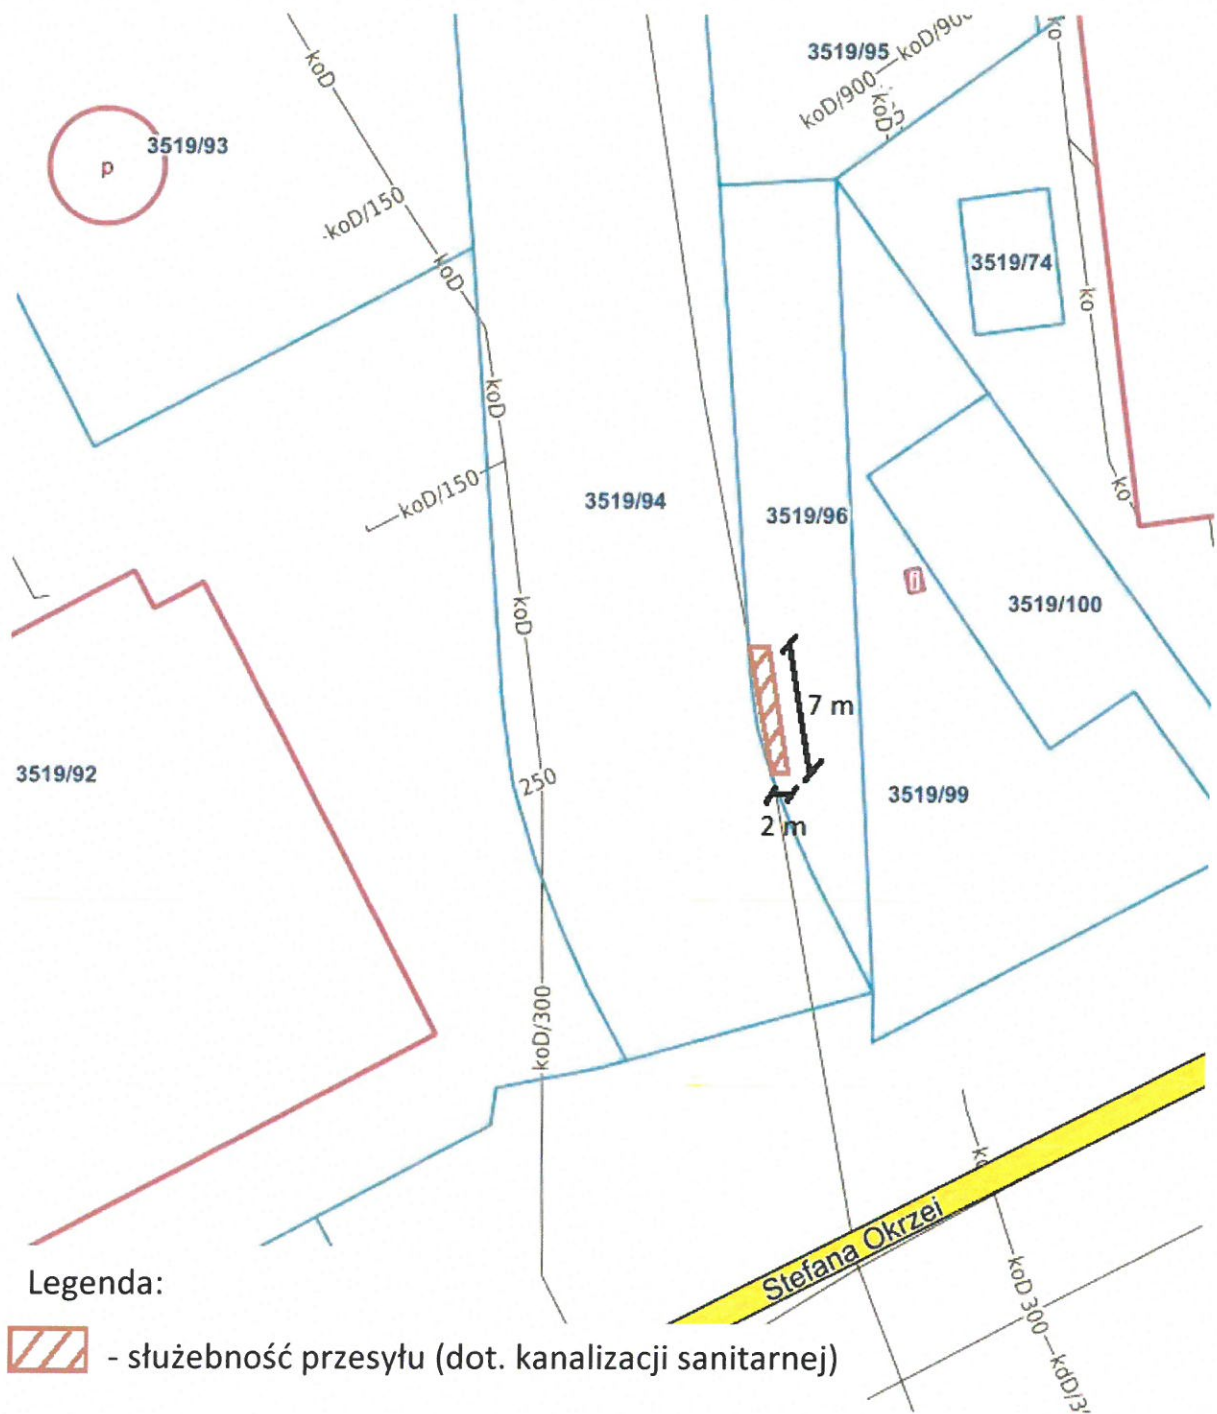 koD
3519/95
koD/900
koD/900
koD
ko
3519/93
p
koD/150
koD
3519/74
ko
koD
koD/150
3519/94
3519/96
ko
i
3519/100
koD
7 m
3519/92
250
3519/99
2 m
koD/300
Stefana Okrzei
koD 300
Legenda:
- służebność przesyłu (dot. kanalizacji sanitarnej)